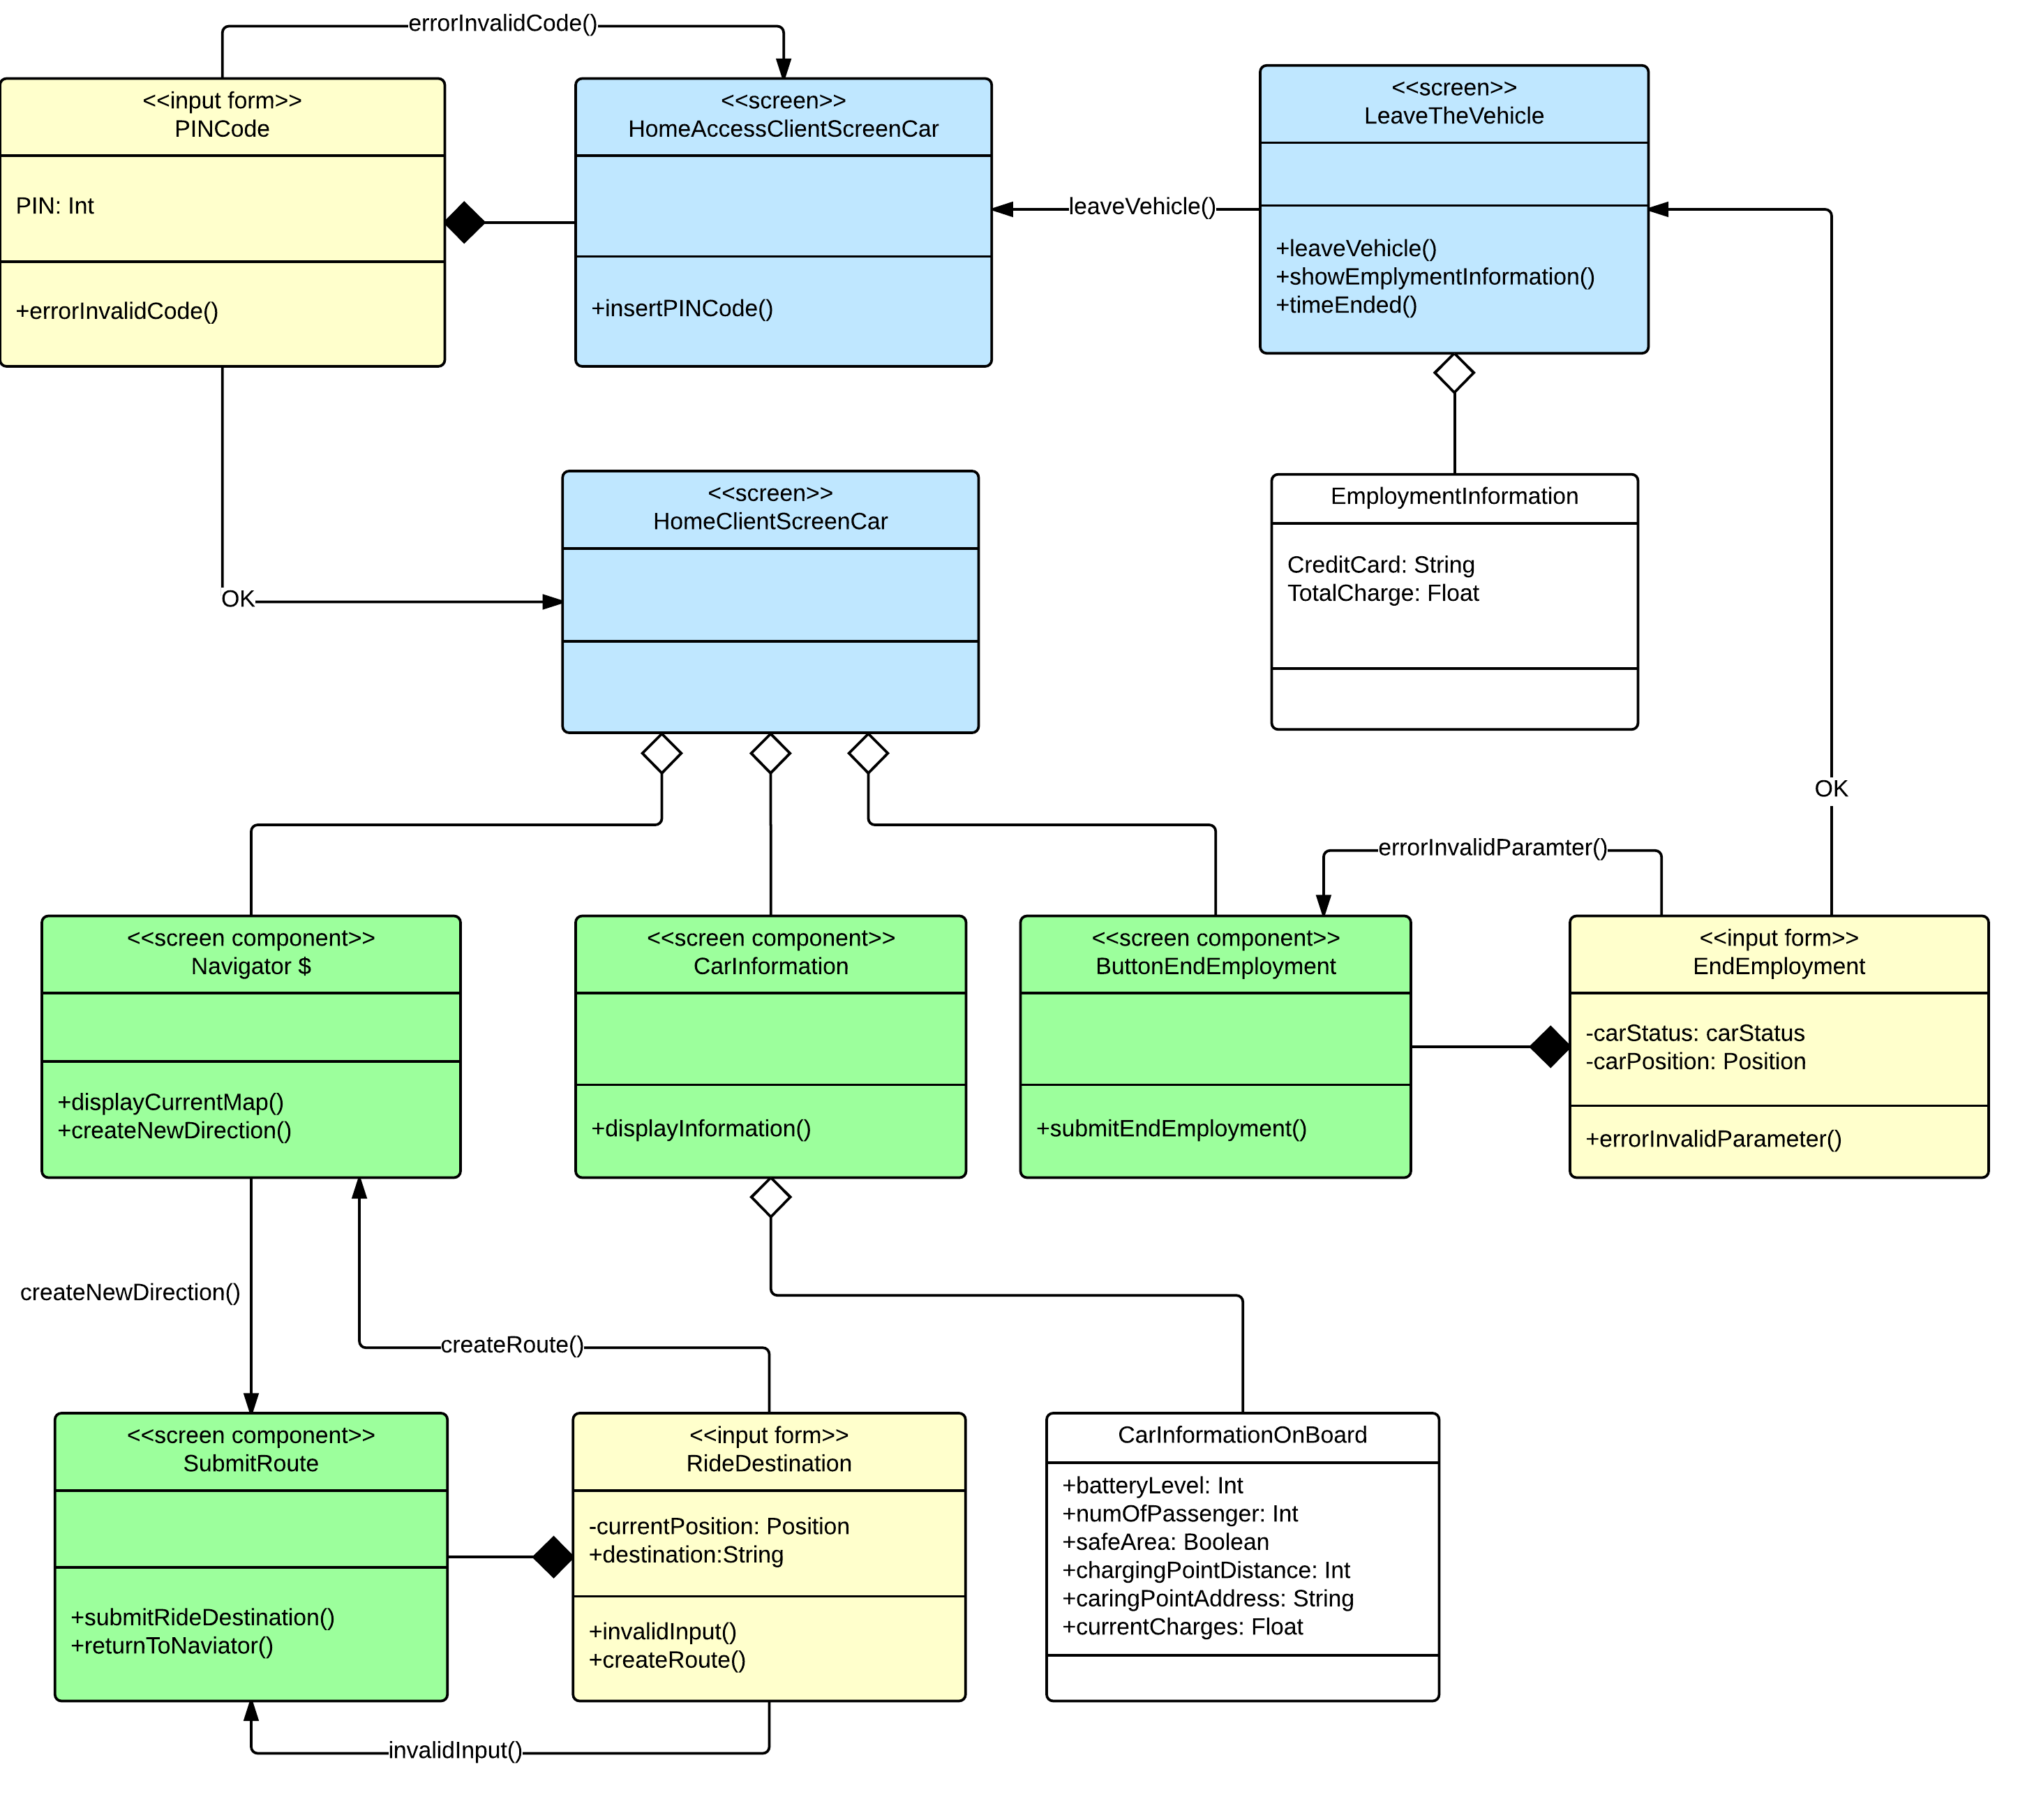 errorInvalidCode()
<<input form>>
PINCode
PIN: Int
+errorInvalidCode()
<<screen>>
HomeAccessClientScreenCar
+insertPINCode()
leaveVehicle()
<<screen>>
LeaveTheVehicle
+leaveVehicle()
+showEmplymentInformation()
+timeEnded()
OK
<<screen>>
HomeClientScreenCar
EmploymentInformation
CreditCard: String
TotalCharge: Float
OK
errorInvalidParamter()
<<screen component>>
Navigator $
+displayCurrentMap()
+createNewDirection()
<<screen component>>
CarInformation
+displayInformation()
<<screen component>>
ButtonEndEmployment
+submitEndEmployment()
<<input form>>
EndEmployment
-carStatus: carStatus
-carPosition: Position
+errorInvalidParameter()
createNewDirection()
createRoute()
<<screen component>>
SubmitRoute
+submitRideDestination()
+returnToNaviator()
<<input form>>
RideDestination
-currentPosition: Position
+destination:String
+invalidInput()
+createRoute()
CarInformationOnBoard
+batteryLevel: Int
+numOfPassenger: Int
+safeArea: Boolean
+chargingPointDistance: Int
+caringPointAddress: String
+currentCharges: Float
invalidInput()